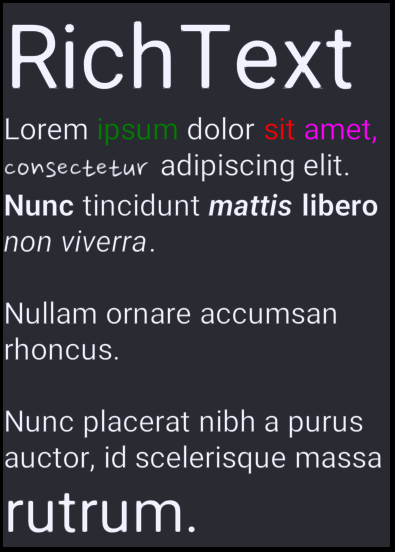 RichText
Lorem ipsum dolor sit amet,
consectetur adipiscing elit.
Nunc tincidunt mattis libero
non viverra.
Nullam ornare accumsan
rhoncus.
Nunc placerat nibh a purus
auctor, id scelerisque massa
rutrum.